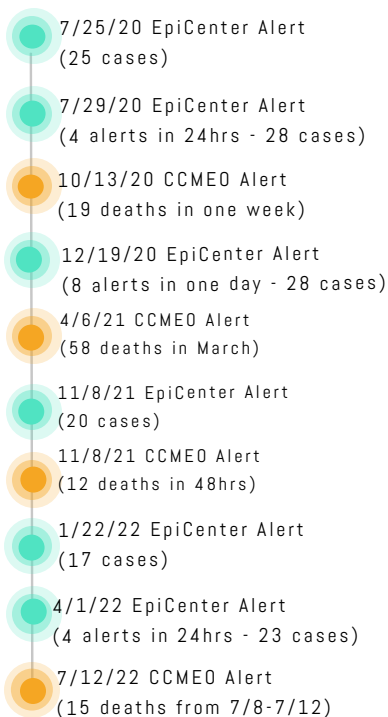 7/25/20 EpiCenter Alert
(25 cases)
7/29/20 EpiCenter Alert
(4 alerts in 24hrs - 28 cases)
10/13/20 CCMEO Alert
(19 deaths in one week)
12/19/20 EpiCenter Alert
(8 alerts in one day - 28 cases)
4/6/21 CCMEO Alert
(58 deaths in March)
11/8/21 EpiCenter Alert
(20 cases)
11/8/21 CCMEO Alert
(12 deaths in 48hrs)
1/22/22 EpiCenter Alert
(17 cases)
4/1/22 EpiCenter Alert
(4 alerts in 24hrs - 23 cases)
7/12/22 CCMEO Alert
(15 deaths from 7/8-7/12)